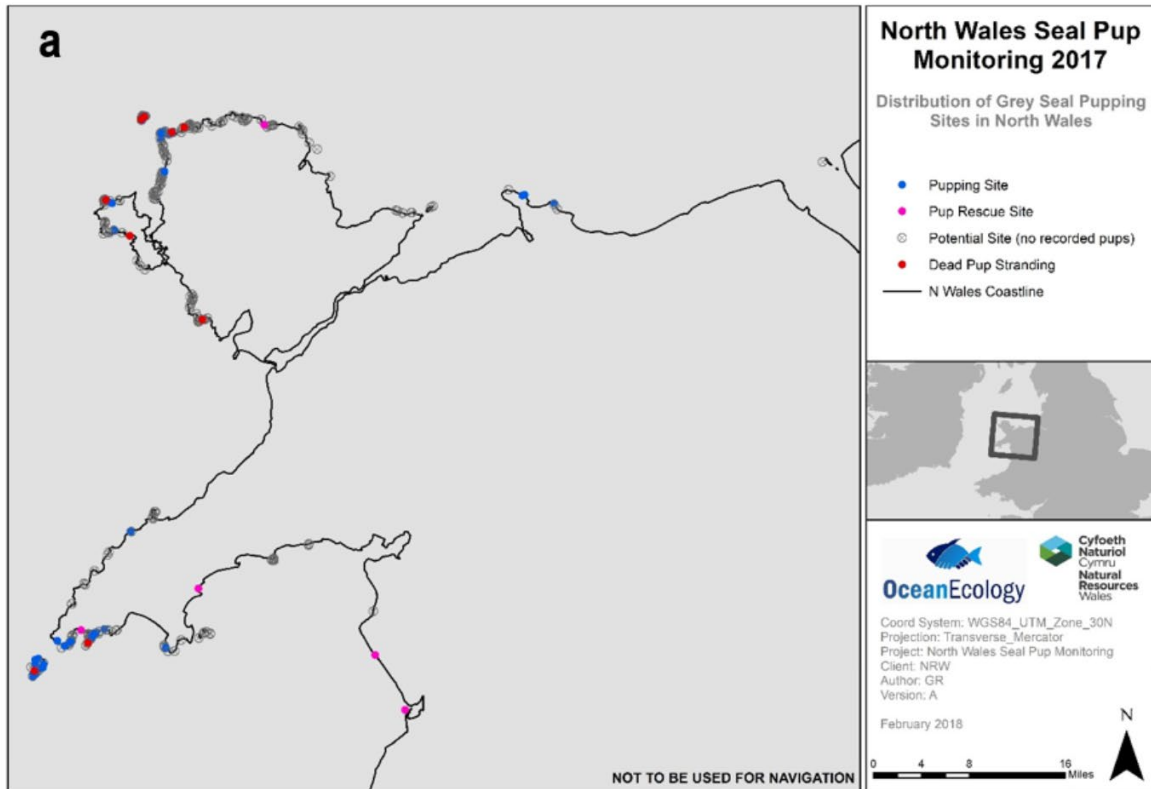 a
NOT TO BE USED FOR NAVIGATION
North Wales Seal Pup
Monitoring 2017
Distribution of Grey Seal Pupping
Sites in North Wales
Pupping Site
Pup Rescue Site
Potential Site (no recorded pups)
Dead Pup Stranding
N Wales Coastline
OceanEcology
Cyfoeth
Naturiol
Cymru
Natural
Resources
Wales
Coord System: WGS84_UTM_Zone_30N
Projection: Transverse_Mercator
Project: North Wales Seal Pup Monitoring
Client: NRW
Author: GR
Version: A
February 2018
N
0 4 8 16
Miles